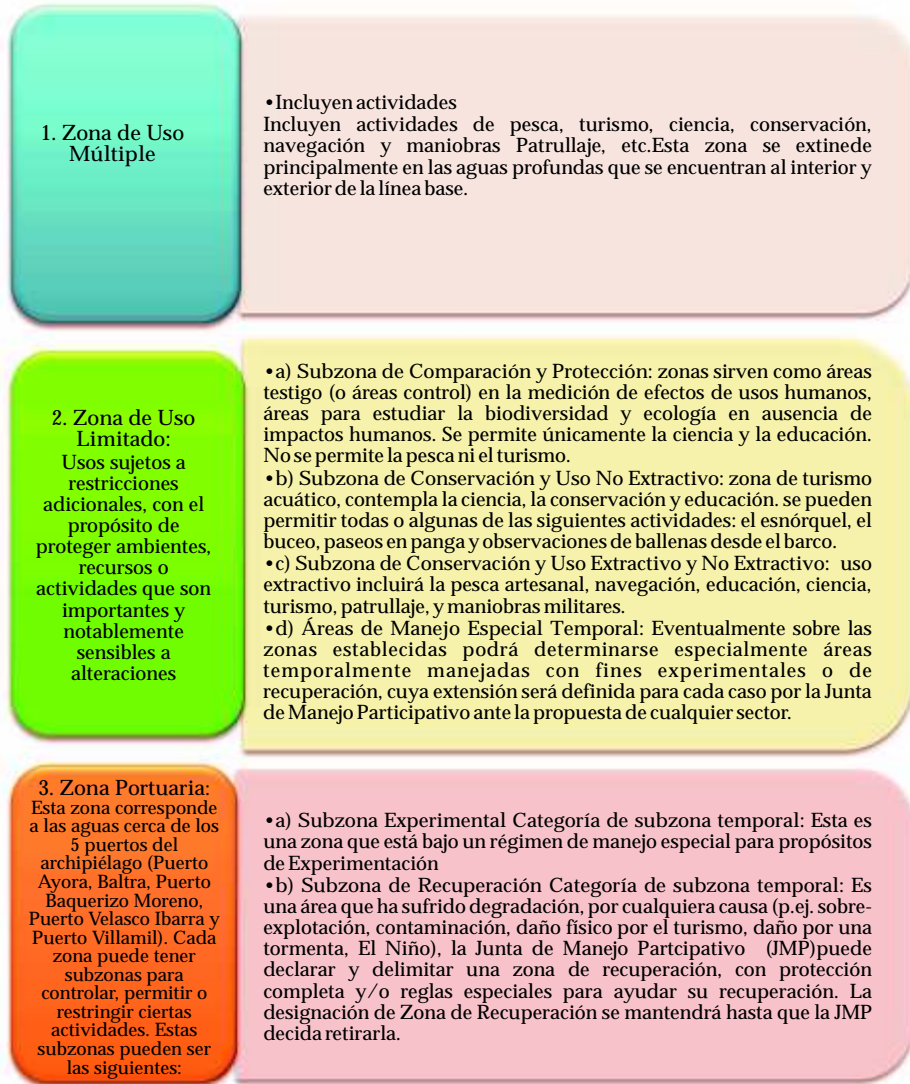 1. Zona de Uso
Múltiple
•Incluyen actividades
Incluyen actividades de pesca, turismo, ciencia, conservación,
navegación y maniobras Patrullaje, etc.Esta zona se extinede
principalmente en las aguas profundas que se encuentran al interior y
exterior de la línea base.
2. Zona de Uso
Limitado:
Usos sujetos a
restricciones
adicionales, con el
propósito de
proteger ambientes,
recursos o
actividades que son
importantes y
notablemente
sensibles a
alteraciones
•a) Subzona de Comparación y Protección: zonas sirven como áreas
testigo (o áreas control) en la medición de efectos de usos humanos,
áreas para estudiar la biodiversidad y ecología en ausencia de
impactos humanos. Se permite únicamente la ciencia y la educación.
No se permite la pesca ni el turismo.
•b) Subzona de Conservación y Uso No Extractivo: zona de turismo
acuático, contempla la ciencia, la conservación y educación. se pueden
permitir todas o algunas de las siguientes actividades: el esnórquel, el
buceo, paseos en panga y observaciones de ballenas desde el barco.
•c) Subzona de Conservación y Uso Extractivo y No Extractivo: uso
extractivo incluirá la pesca artesanal, navegación, educación, ciencia,
turismo, patrullaje, y maniobras militares.
•d) Áreas de Manejo Especial Temporal: Eventualmente sobre las
zonas establecidas podrá determinarse especialmente áreas
temporalmente manejadas con fines experimentales o de
recuperación, cuya extensión será definida para cada caso por la Junta
de Manejo Participativo ante la propuesta de cualquier sector.
3. Zona Portuaria:
Esta zona corresponde
a las aguas cerca de los
5 puertos del
archipiélago (Puerto
Ayora, Baltra, Puerto
Baquerizo Moreno,
Puerto Velasco Ibarra y
Puerto Villamil). Cada
zona puede tener
subzonas para
controlar, permitir o
restringir ciertas
actividades. Estas
subzonas pueden ser
las siguientes:
•a) Subzona Experimental Categoría de subzona temporal: Esta es
una zona que está bajo un régimen de manejo especial para propósitos
de Experimentación
•b) Subzona de Recuperación Categoría de subzona temporal: Es
una área que ha sufrido degradación, por cualquiera causa (p.ej. sobre-
explotación, contaminación, daño físico por el turismo, daño por una
tormenta, El Niño), la Junta de Manejo Partcipativo (JMP)puede
declarar y delimitar una zona de recuperación, con protección
completa y/o reglas especiales para ayudar su recuperación. La
designación de Zona de Recuperación se mantendrá hasta que la JMP
decida retirarla.